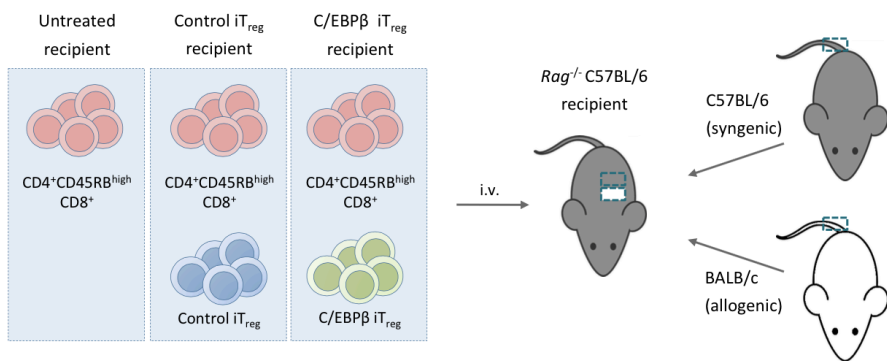 Untreated
recipient
Control iTreg
recipient
C/EBPβ iTreg
recipient
CD4+CD45RBhigh
CD8+
CD4+CD45RBhigh
CD8+
CD4+CD45RBhigh
CD8+
Control iTreg
C/EBPβ iTreg
i.v.
Rag-/- C57BL/6
recipient
C57BL/6
(syngenic)
BALB/c
(allogenic)